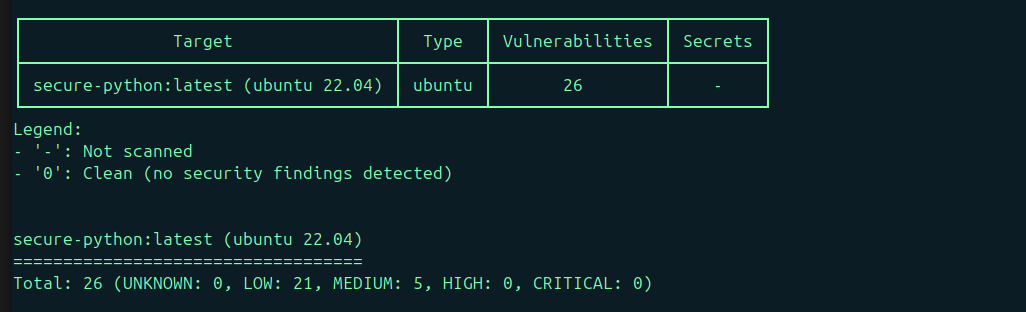 Target Type Vulnerabilities Secrets
secure-python:latest (ubuntu 22.04) ubuntu 26 -
Legend:
- '-': Not scanned
- '0': Clean (no security findings detected)
secure-python:latest (ubuntu 22.04)
===================================
Total: 26 (UNKNOWN: 0, LOW: 21, MEDIUM: 5, HIGH: 0, CRITICAL: 0)